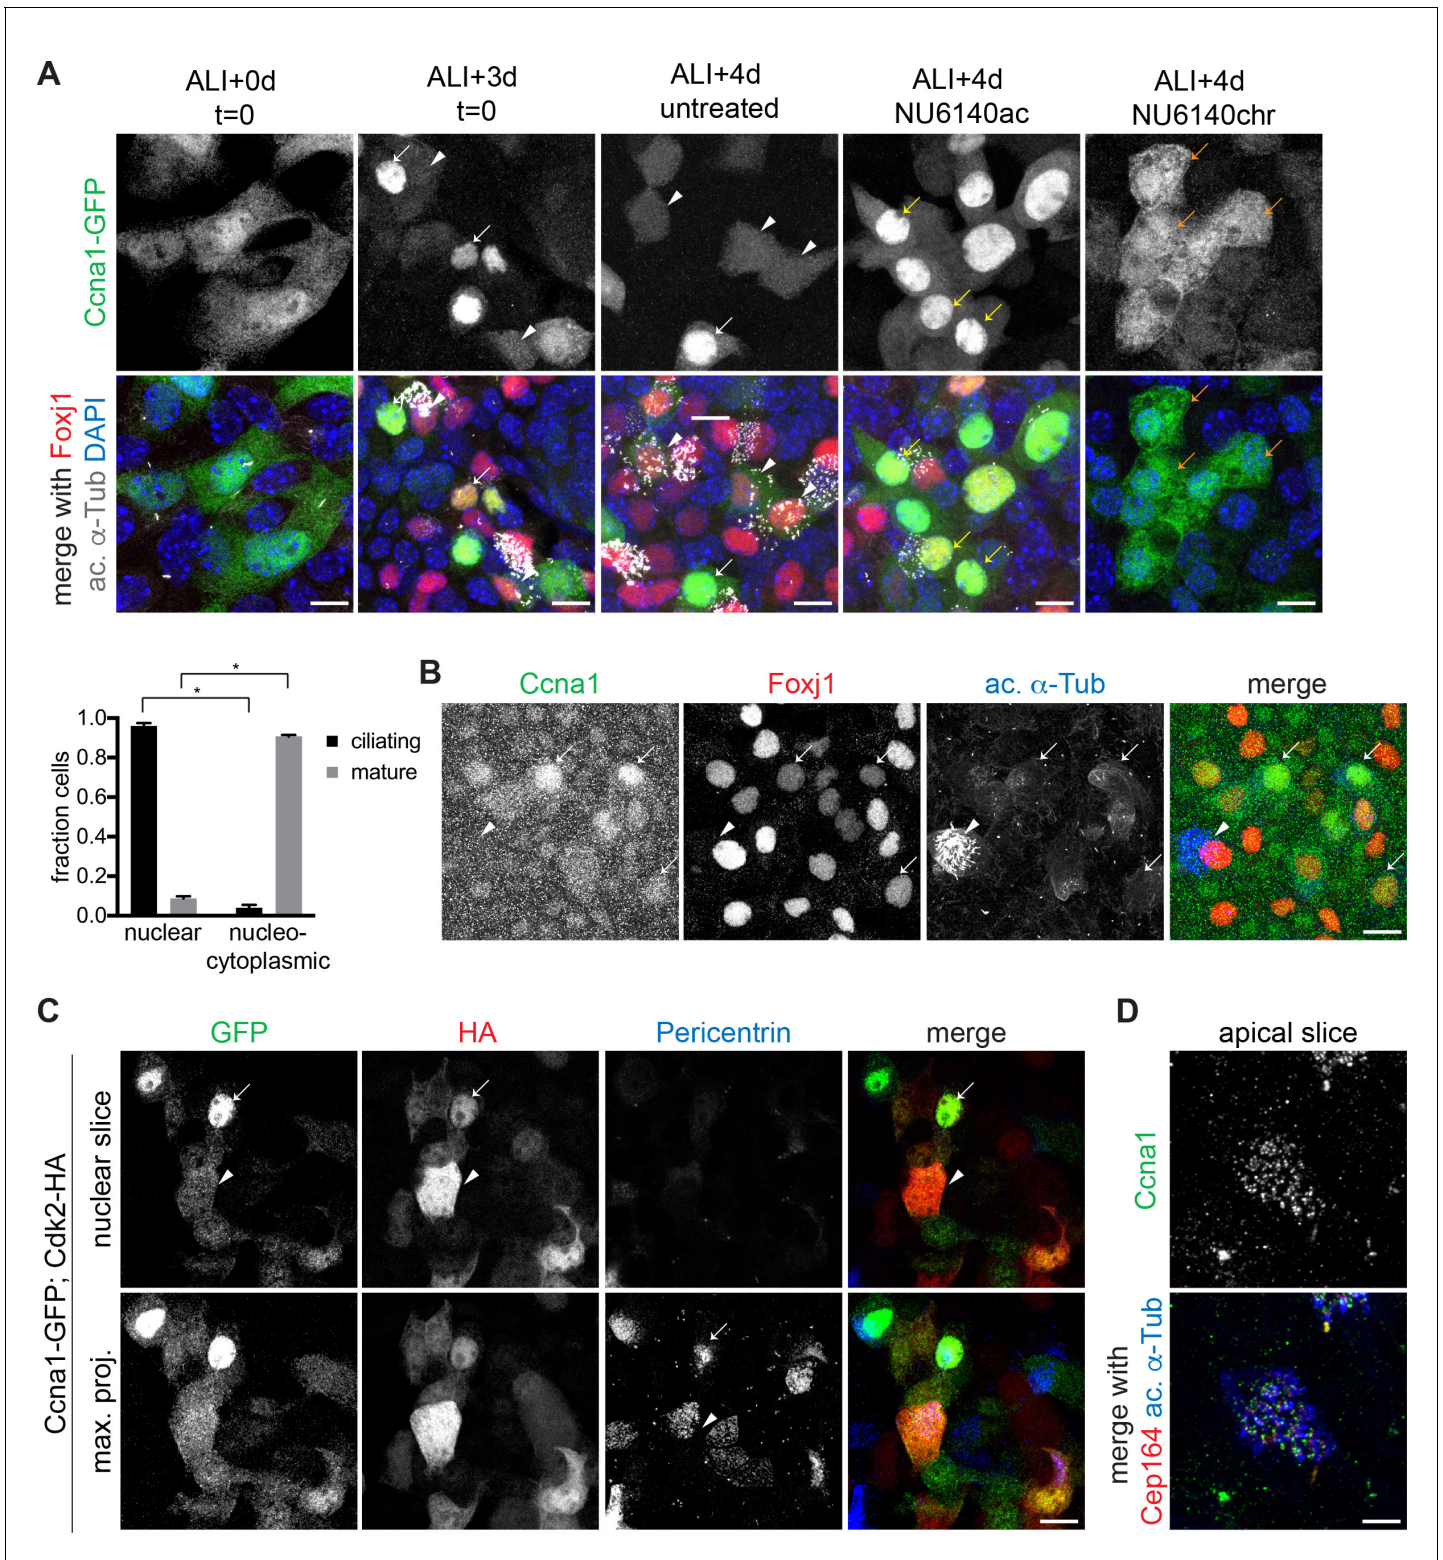 A
ALI+0d
t=0
ALI+3d
t=0
ALI+4d
untreated
ALI+4d
NU6140ac
ALI+4d
NU6140chr
Ccna1-GFP
merge with Foxj1
ac. α-Tub DAPI
*
*
1.0
0.8
0.6
0.4
0.2
0.0
fraction cells
ciliating
mature
nuclear
nucleo-
cytoplasmic
B
Ccna1
Foxj1
ac. α-Tub
merge
C
GFP
HA
Pericentrin
merge
Ccna1-GFP; Cdk2-HA
nuclear slice
max. proj.
D
apical slice
Ccna1
merge with
Cep164 ac. α-Tub